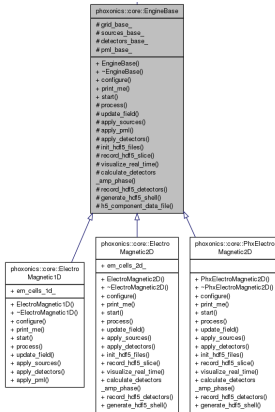 phoxonics::core::EngineBase
# grid_base_
# sources_base_
# detectors_base_
# pml_base_
+ EngineBase()
+ ~EngineBase()
+ configure()
+ print_me()
+ start()
# process()
# update_field()
# apply_sources()
# apply_pml()
# apply_detectors()
# init_hdf5_files()
# record_hdf5_slice()
# visualize_real_time()
# calculate_detectors
_amp_phase()
# record_hdf5_detectors()
# generate_hdf5_shell()
# h5_component_data_file()
phoxonics::core::Electro
Magnetic1D
+ em_cells_1d_
+ ElectroMagnetic1D()
+ ~ElectroMagnetic1D()
+ configure()
+ print_me()
+ start()
+ process()
+ update_field()
+ apply_sources()
+ apply_detectors()
+ apply_pml()
phoxonics::core::Electro
Magnetic2D
+ em_cells_2d_
+ ElectroMagnetic2D()
+ ~ElectroMagnetic2D()
+ configure()
+ print_me()
+ start()
+ process()
+ update_field()
+ apply_sources()
+ apply_detectors()
+ init_hdf5_files()
+ record_hdf5_slice()
+ visualize_real_time()
+ calculate_detectors
_amp_phase()
+ record_hdf5_detectors()
+ generate_hdf5_shell()
phoxonics::core::PhxElectro
Magnetic2D
+ PhxElectroMagnetic2D()
+ ~PhxElectroMagnetic2D()
+ configure()
+ print_me()
+ start()
+ process()
+ update_field()
+ apply_sources()
+ apply_detectors()
+ init_hdf5_files()
+ record_hdf5_slice()
+ visualize_real_time()
+ calculate_detectors
_amp_phase()
+ record_hdf5_detectors()
+ generate_hdf5_shell()